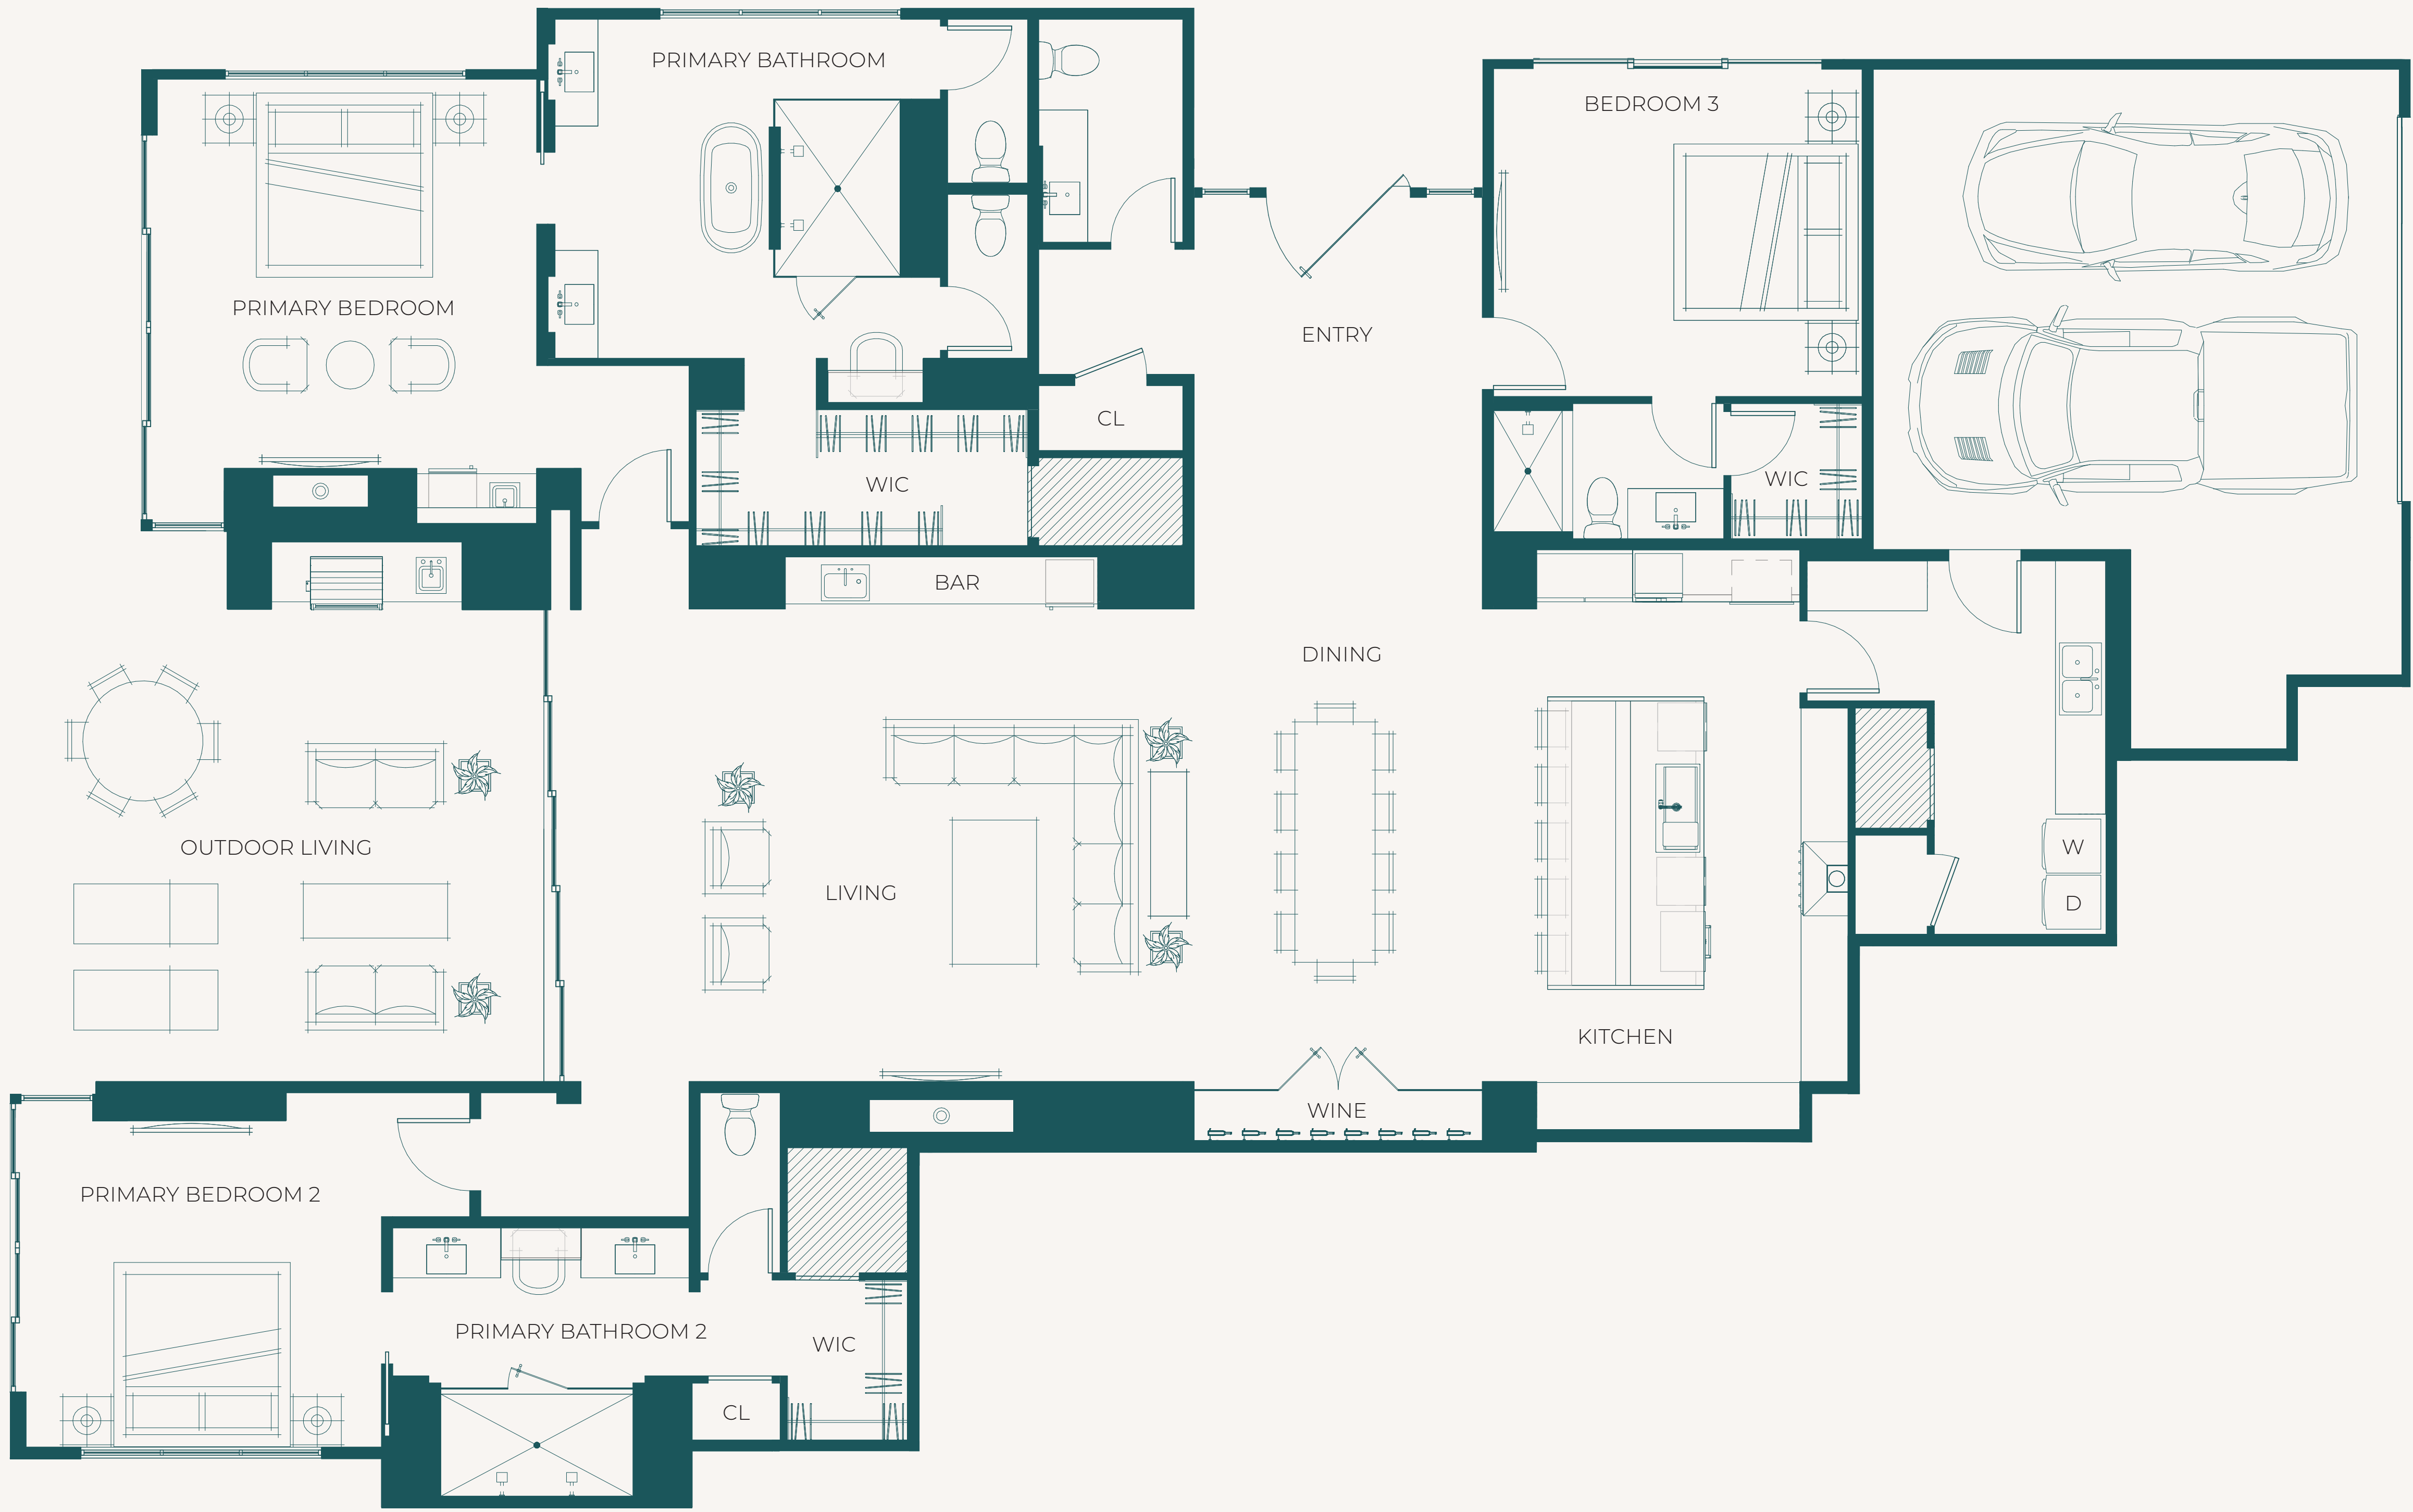 PRIMARY BATHROOM
BEDROOM 3
PRIMARY BEDROOM
ENTRY
CL
WIC
WIC
BAR
DINING
OUTDOOR LIVING
W
LIVING
D
KITCHEN
WINE
PRIMARY BEDROOM 2
PRIMARY BATHROOM 2
WIC
CL